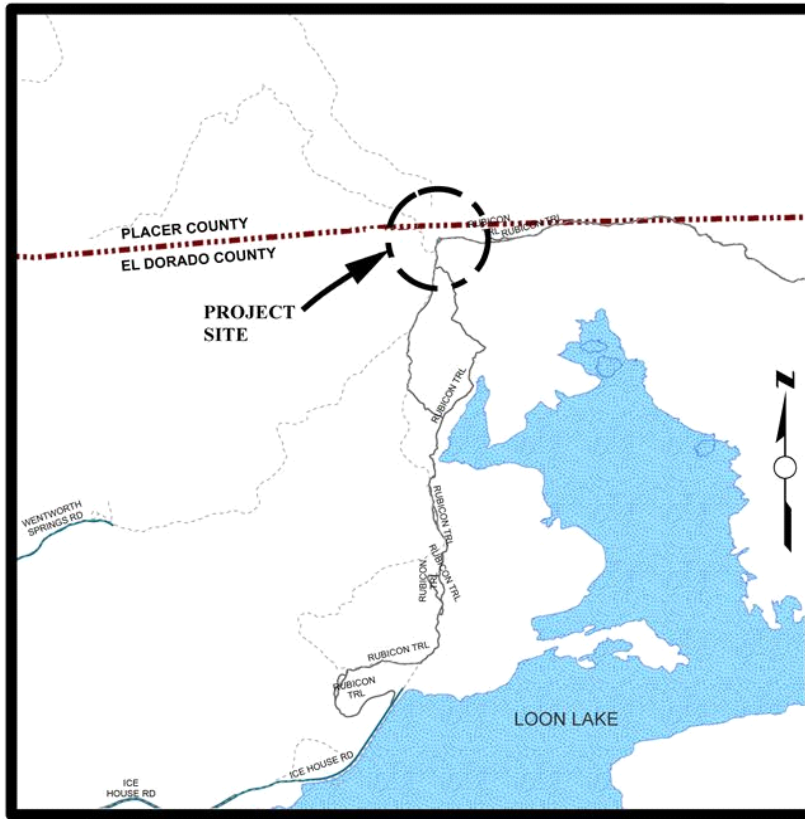 PLACER COUNTY
EL DORADO COUNTY
RUBICON
TRL
RUBICON TRL
PROJECT
SITE
RUBICON TRL
N
WENTWORTH
SPRINGS RD
RUBICON TRL
RUBICON TRL
RUBICON
TRL
RUBICON TRL
RUBICON
TRL
LOON LAKE
ICE HOUSE RD
ICE
HOUSE RD